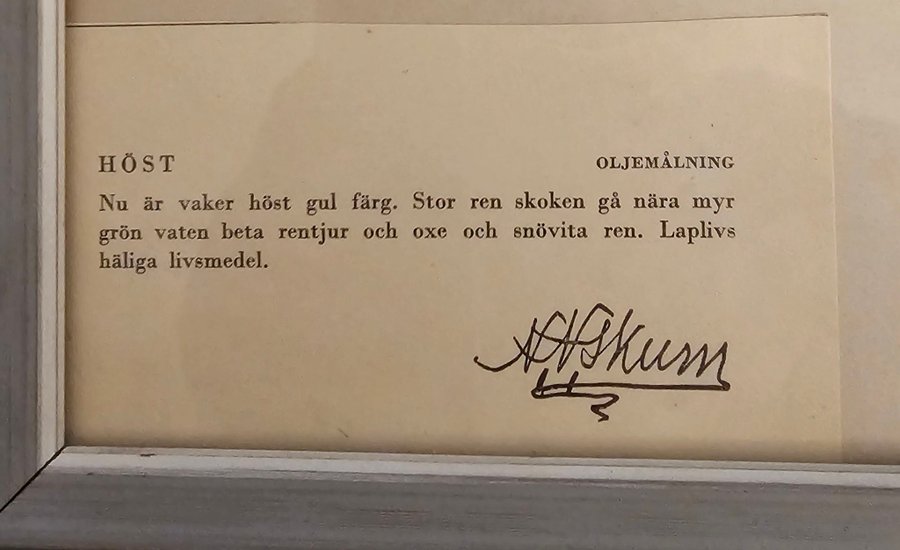 HÖST OLJEMÅLNING
Nu är vaker höst gul färg. Stor ren skoken gå nära myr
grön vaten beta rentjur och oxe och snövita ren. Laplivs
häliga livsmedel.
NNSkum